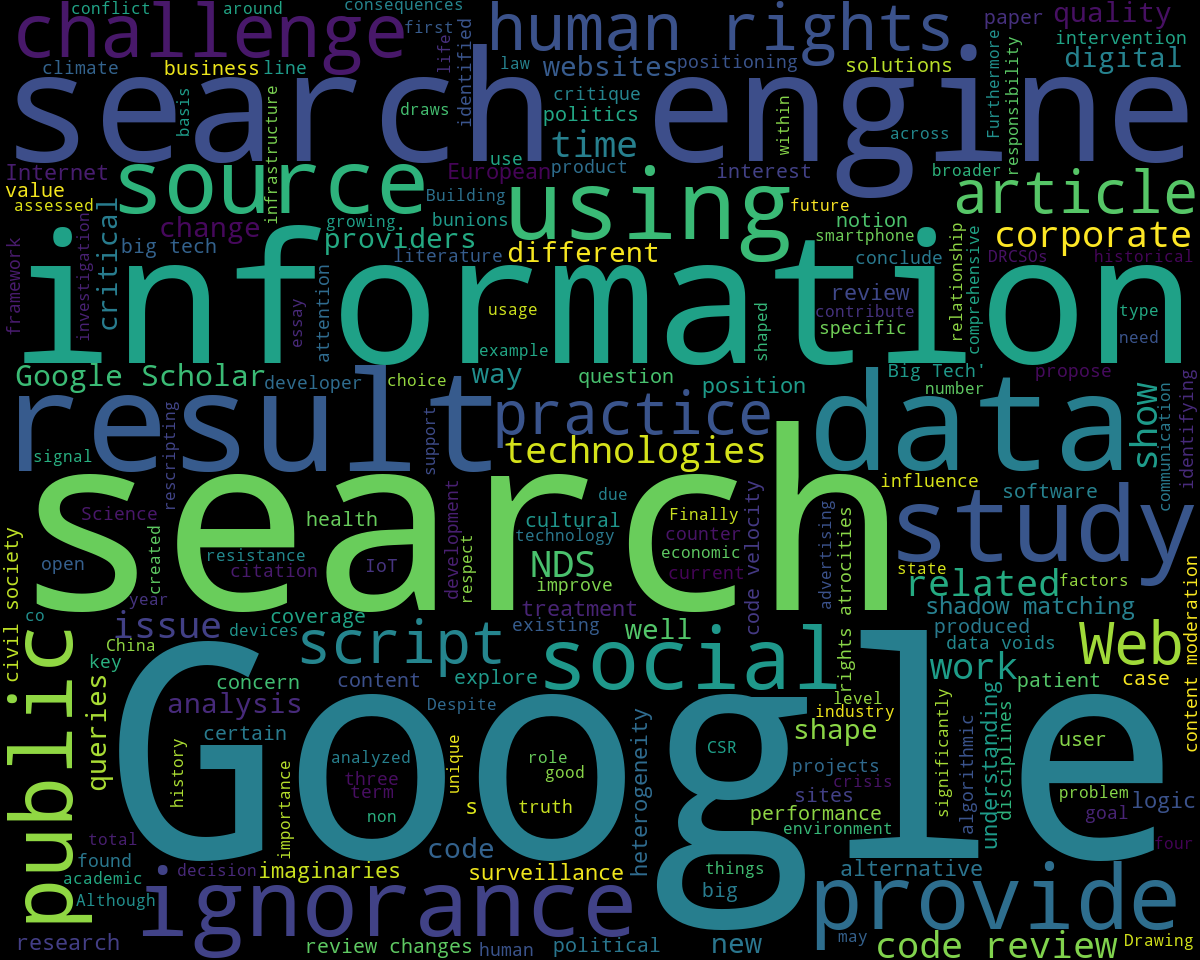 conflict
around
consequences
challenge
first
human rights
paper
quality
intervention
climate
business
line
life
identified
law
websites
positioning
solutions
Furthermore
responsibility
digital
search engine
basis
infrastructure
draws
critique
politics
time
within
across
Internet
value
assessed
source
European
use
product
Building
using
interest
broader
article
future
change
growing
bunions
notion
smartphone
corporate
framework
investigation
critical
big tech
providers
literature
different
conclude
relationship
comprehensive
DRCSOs
historical
information
essay
attention
usage
example
shaped
review
contribute
specific
type
need
Google Scholar
developer
choice
way
question
position
Big Tech'
number
propose
result
practice
data
show
communication
identifying
rescripting
support
signal
technologies
influence
software
search
study
Science
created
health
development
respect
due
cultural
technology
Finally
counter
economic
current
code velocity
advertising
rights atrocities
resistance
citation
IoT
NDS
improve
open
state
related
factors
civil society
year
co
China
issue
devices
coverage
treatment
existing
well
shadow matching
produced
data voids
Web
content moderation
public
key
queries
script
social
work
patient
case
concern
content
explore
analysis
certain
Despite
level
industry
shape
Google
history
importance
analyzed
three
term
non
unique
s
role
good
truth
heterogeneity
CSR
projects
crisis
sites
performance
environment
significantly
algorithmic
understanding
disciplines
user
problem
goal
logic
total
found
academic
Although
decision
imaginaries
code
surveillance
things
big
alternative
four
ignorance
provide
research
review changes
human
political
new
may
code review
Drawing